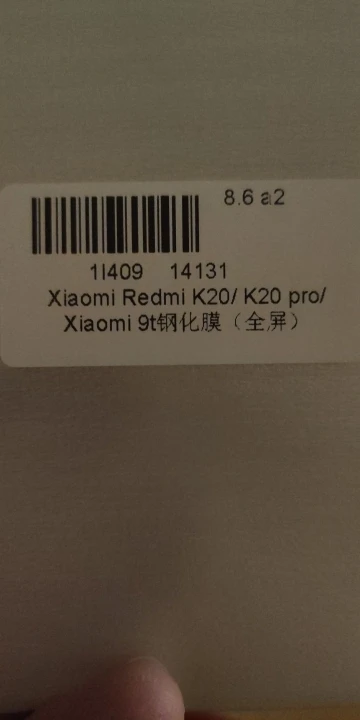 8.6 a2
1I409 14131
Xiaomi Redmi K20/ K20 pro/
Xiaomi 9t钢化膜（全屏）